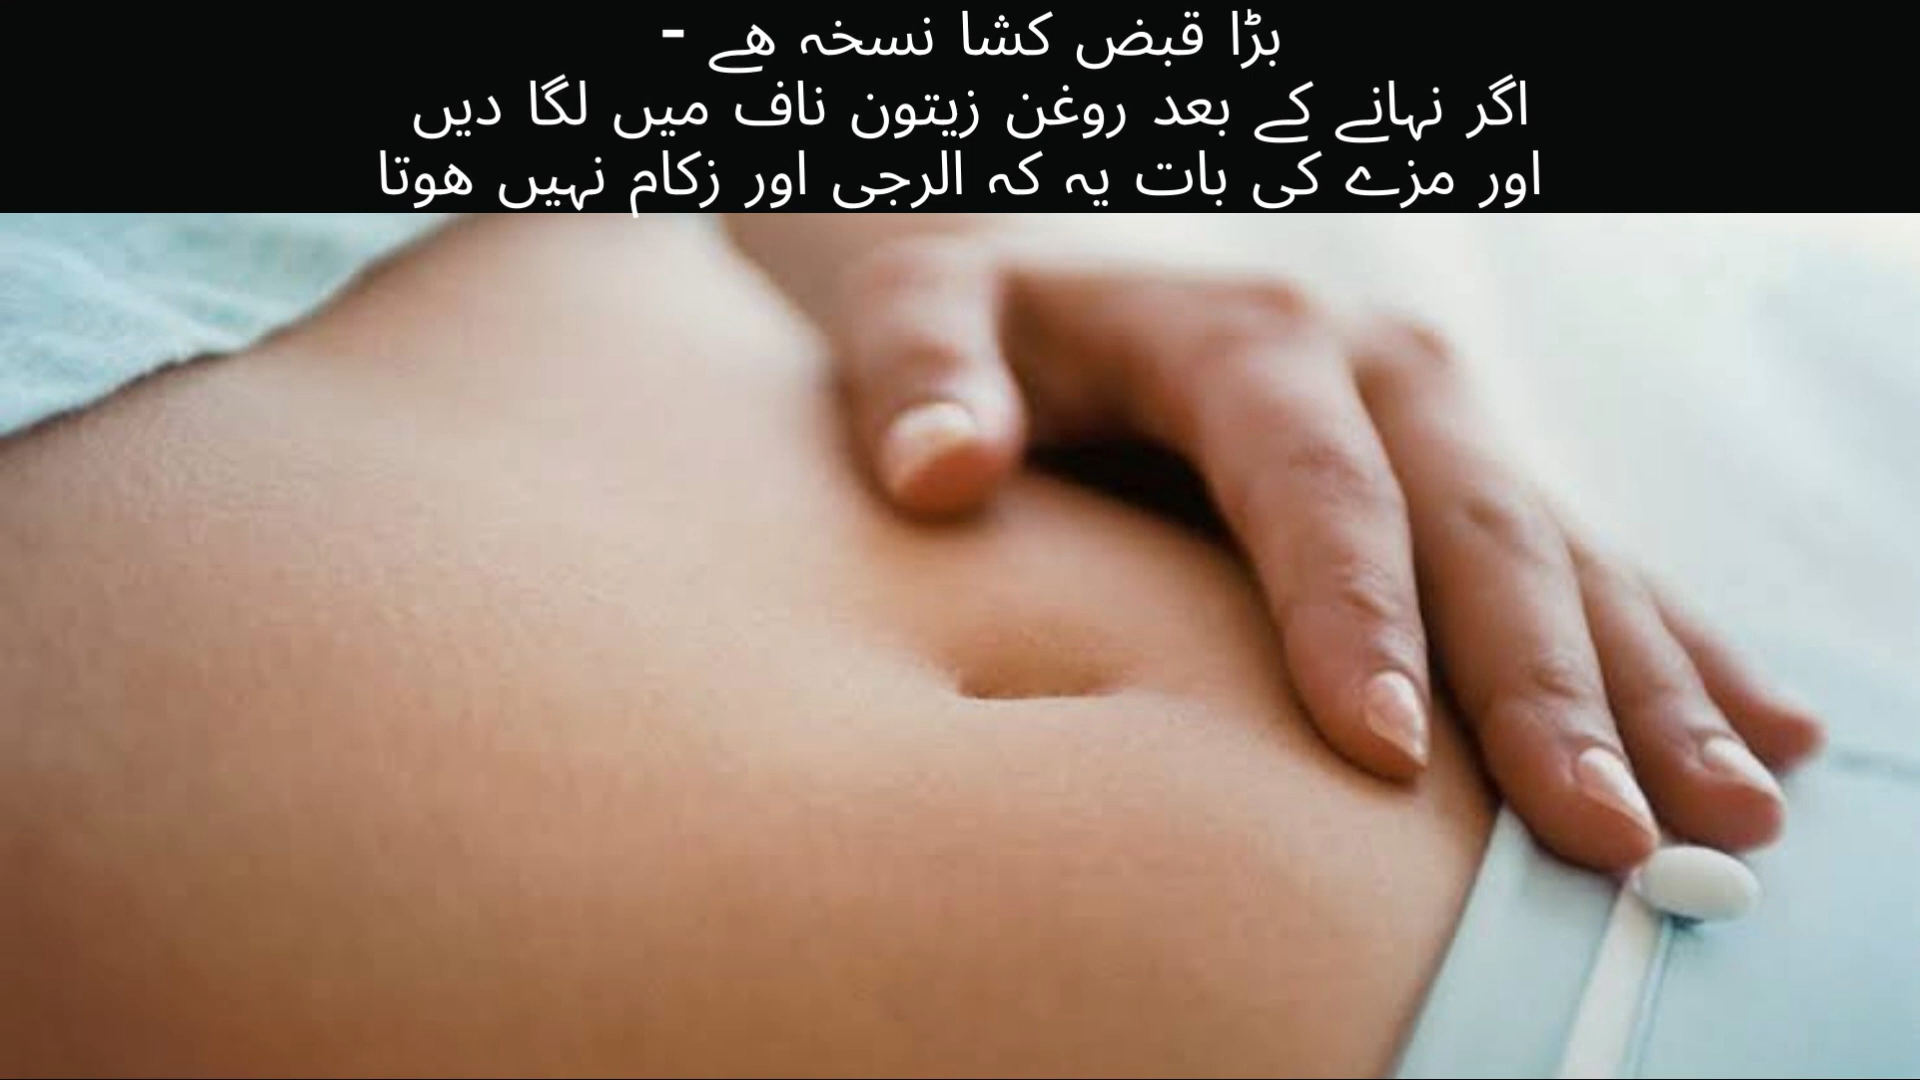 بڑا قبض کشا نسخہ ھے -
اگر نہانے کے بعد روغن زیتون ناف میں لگا دیں
اور مزے کی بات یہ کہ الرجی اور زکام نہیں ھوتا